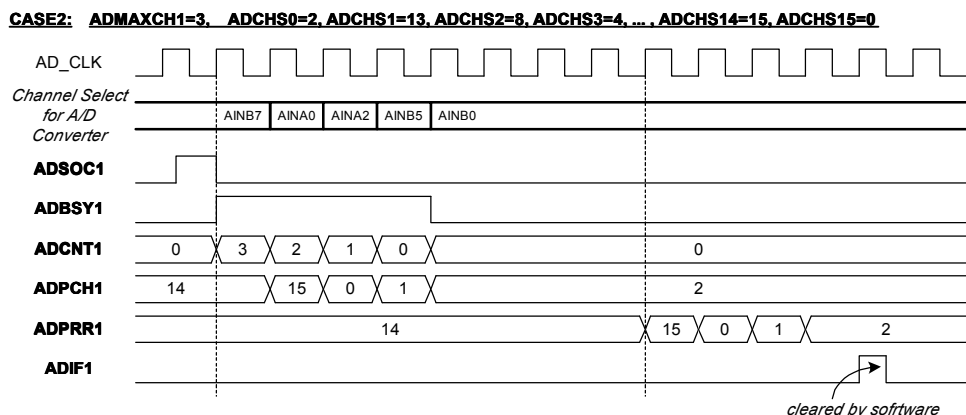 CASE2: ADMAXCH1=3, ADCHS0=2, ADCHS1=13, ADCHS2=8, ADCHS3=4, ... , ADCHS14=15, ADCHS15=0
AD_CLK
Channel Select
for A/D
Converter
AINB7 AINA0 AINA2 AINB5 AINB0
ADSOC1
ADBSY1
ADCNT1 0 3 2 1 0 0
ADPCH1 14 15 0 1 2
ADPRR1 14 15 0 1 2
ADIF1
cleared by sofrtware